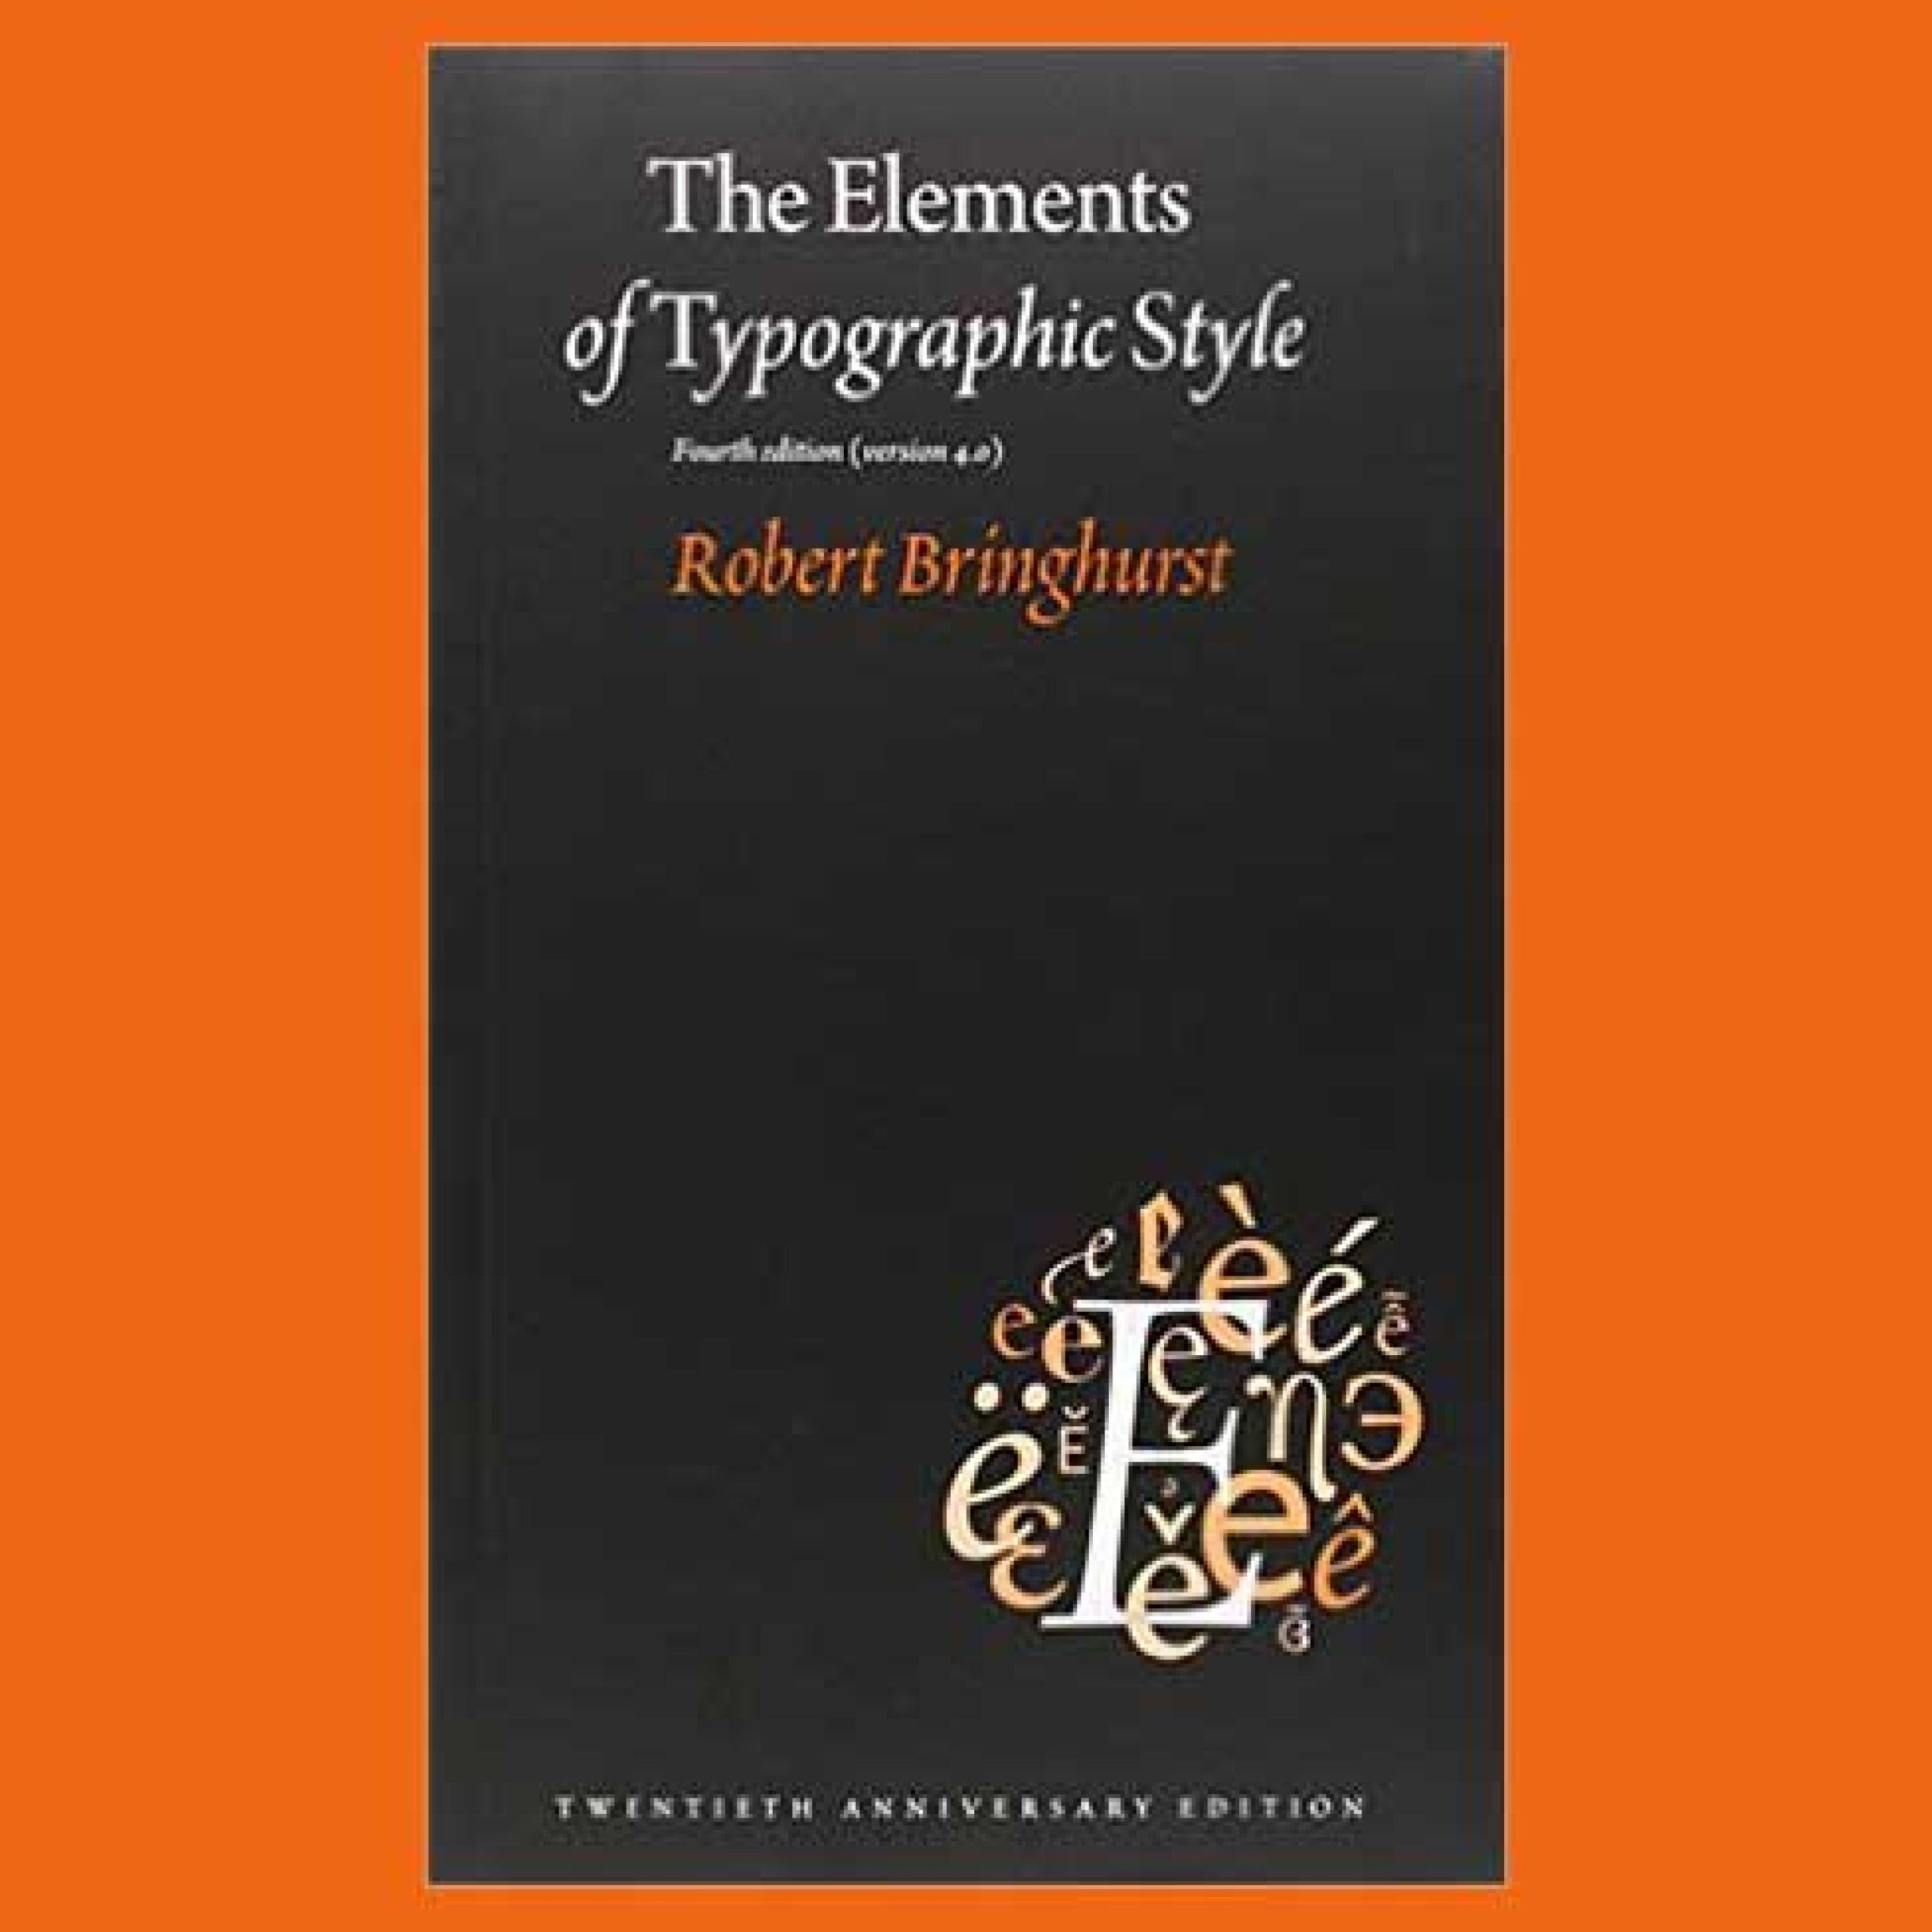 The Elements
of Typographic Style
Fourth edition (version 4.0)
Robert Bringhurst
e e è é ē̂
e e E ę̀ η ɘ
ë Ĕ e ê
ε ě
TWENTIETH ANNIVERSARY EDITION